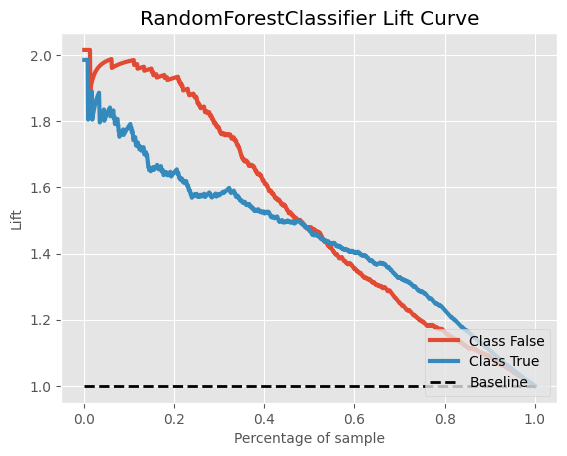 RandomForestClassifier Lift Curve
Lift
2.0
1.8
1.6
1.4
1.2
1.0
Class False
Class True
Baseline
0.0 0.2 0.4 0.6 0.8 1.0
Percentage of sample